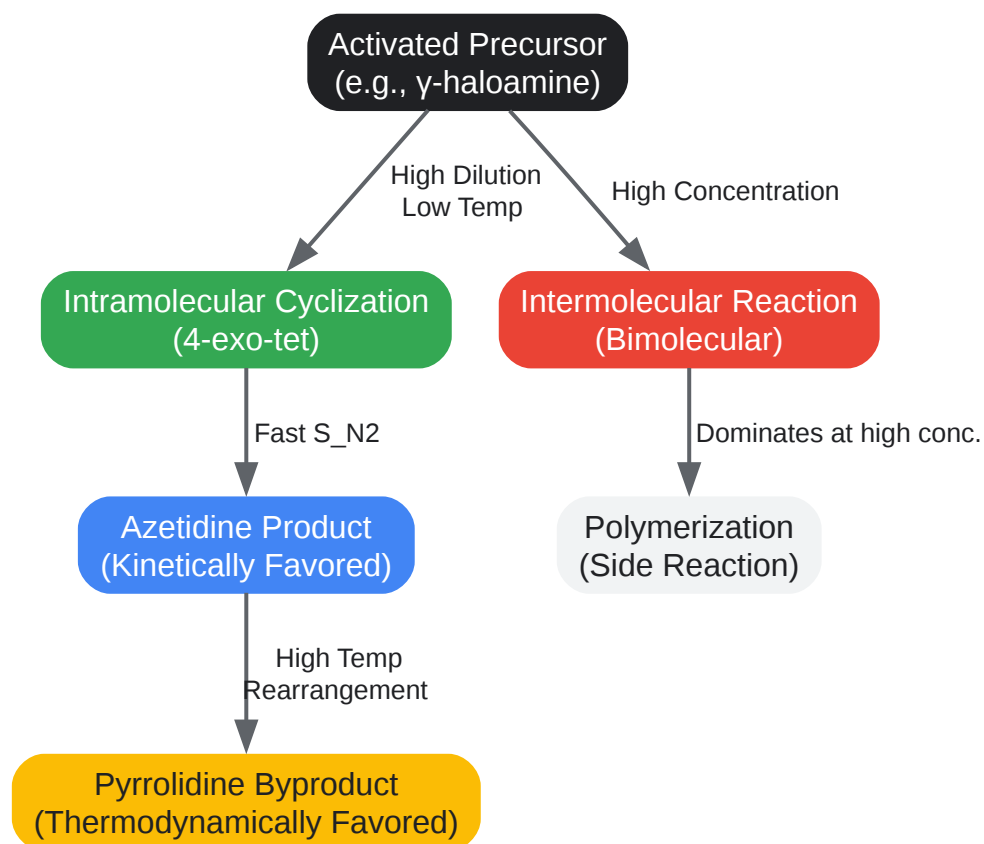 Activated Precursor
(e.g., γ-haloamine)
High Dilution
Low Temp
High Concentration
Intramolecular Cyclization
(4-exo-tet)
Intermolecular Reaction
(Bimolecular)
Fast S_N2
Dominates at high conc.
Azetidine Product
(Kinetically Favored)
Polymerization
(Side Reaction)
High Temp
Rearrangement
Pyrrolidine Byproduct
(Thermodynamically Favored)